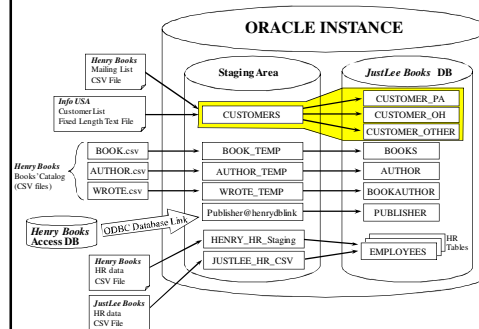 ORACLE INSTANCE
Henry Books
Mailing List
CSV File
Info USA
CustomerList
Fixed Length Text File
Staging Area
JustLee Books DB
CUSTOMERS
CUSTOMER_PA
CUSTOMER_OH
CUSTOMER_OTHER
Henry Books
Books'Catalog
(CSV files)
BOOK.csv
BOOK_TEMP
BOOKS
AUTHOR.csv
AUTHOR_TEMP
AUTHOR
WROTE.csv
WROTE_TEMP
BOOKAUTHOR
Henry Books
Access DB
ODBC Database Link
Publisher@henrydblink
PUBLISHER
Henry Books
HR data
CSV File
HENRY_HR_Staging
JUSTLEE_HR_CSV
EMPLOYEES
HR
Tables
JustLee Books
HR data
CSV File